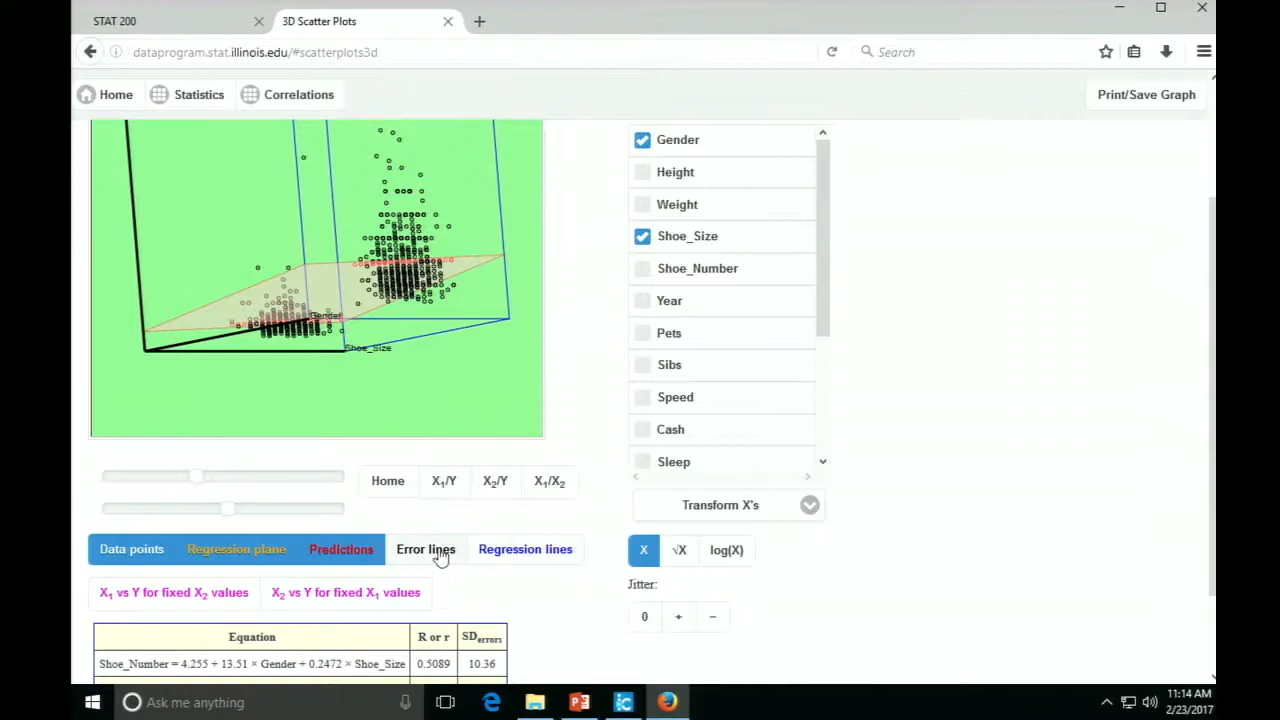 STAT 200
3D Scatter Plots
dataprogram.stat.illinois.edu/#scatterplots3d
Search
Home
Statistics
Correlations
Print/Save Graph
Gender
Shoe_Size
Gender
Height
Weight
Shoe_Size
Shoe_Number
Year
Pets
Sibs
Speed
Cash
Sleep
Home
X₁/Y
X₂/Y
X₁/X₂
Transform X's
Data points
Regression plane
Predictions
Error lines
Regression lines
X
√X
log(X)
X₁ vs Y for fixed X₂ values
X₂ vs Y for fixed X₁ values
Jitter:
0
+
−
Equation
R or r
SDerrors
Shoe_Number = 4.255 + 13.51 × Gender + 0.2472 × Shoe_Size
0.5089
10.36
Ask me anything
11:14 AM
2/23/2017